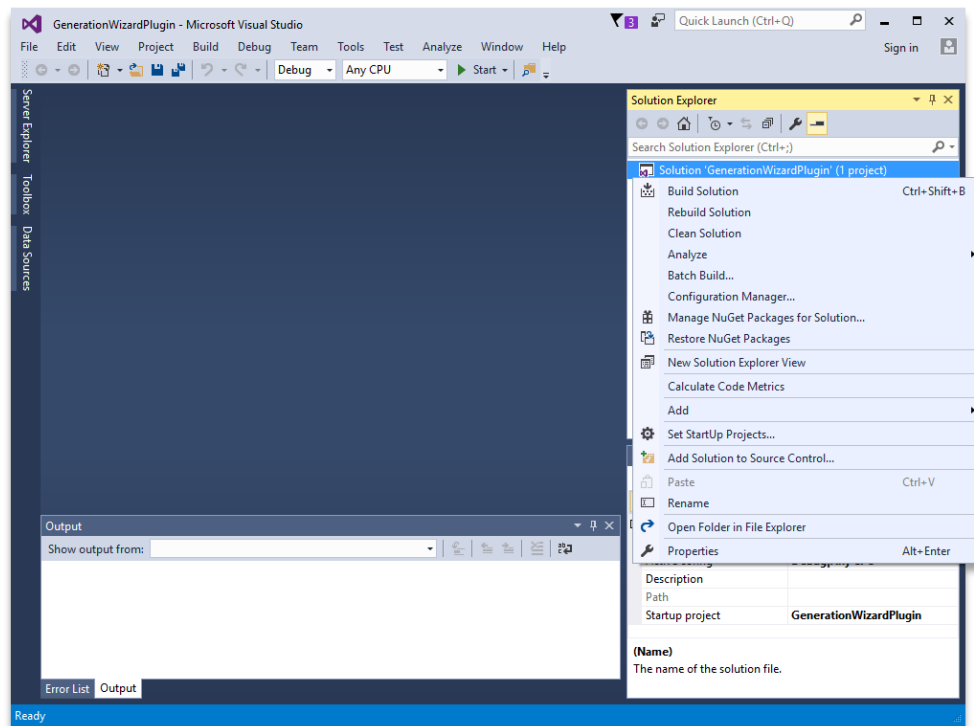 GenerationWizardPlugin - Microsoft Visual Studio
3
Quick Launch (Ctrl+Q)
File Edit View Project Build Debug Team Tools Test Analyze Window Help
Sign in
Debug
Any CPU
Start
Server Explorer
Toolbox
Data Sources
Solution Explorer
Search Solution Explorer (Ctrl+;)
Solution 'GenerationWizardPlugin' (1 project)
Build Solution Ctrl+Shift+B
Rebuild Solution
Clean Solution
Analyze
Batch Build...
Configuration Manager...
Manage NuGet Packages for Solution...
Restore NuGet Packages
New Solution Explorer View
Calculate Code Metrics
Add
Set StartUp Projects...
Add Solution to Source Control...
Paste Ctrl+V
Rename
Open Folder in File Explorer
Properties Alt+Enter
Description
Path
Startup project GenerationWizardPlugin
(Name)
The name of the solution file.
Output
Show output from:
Error List Output
Ready